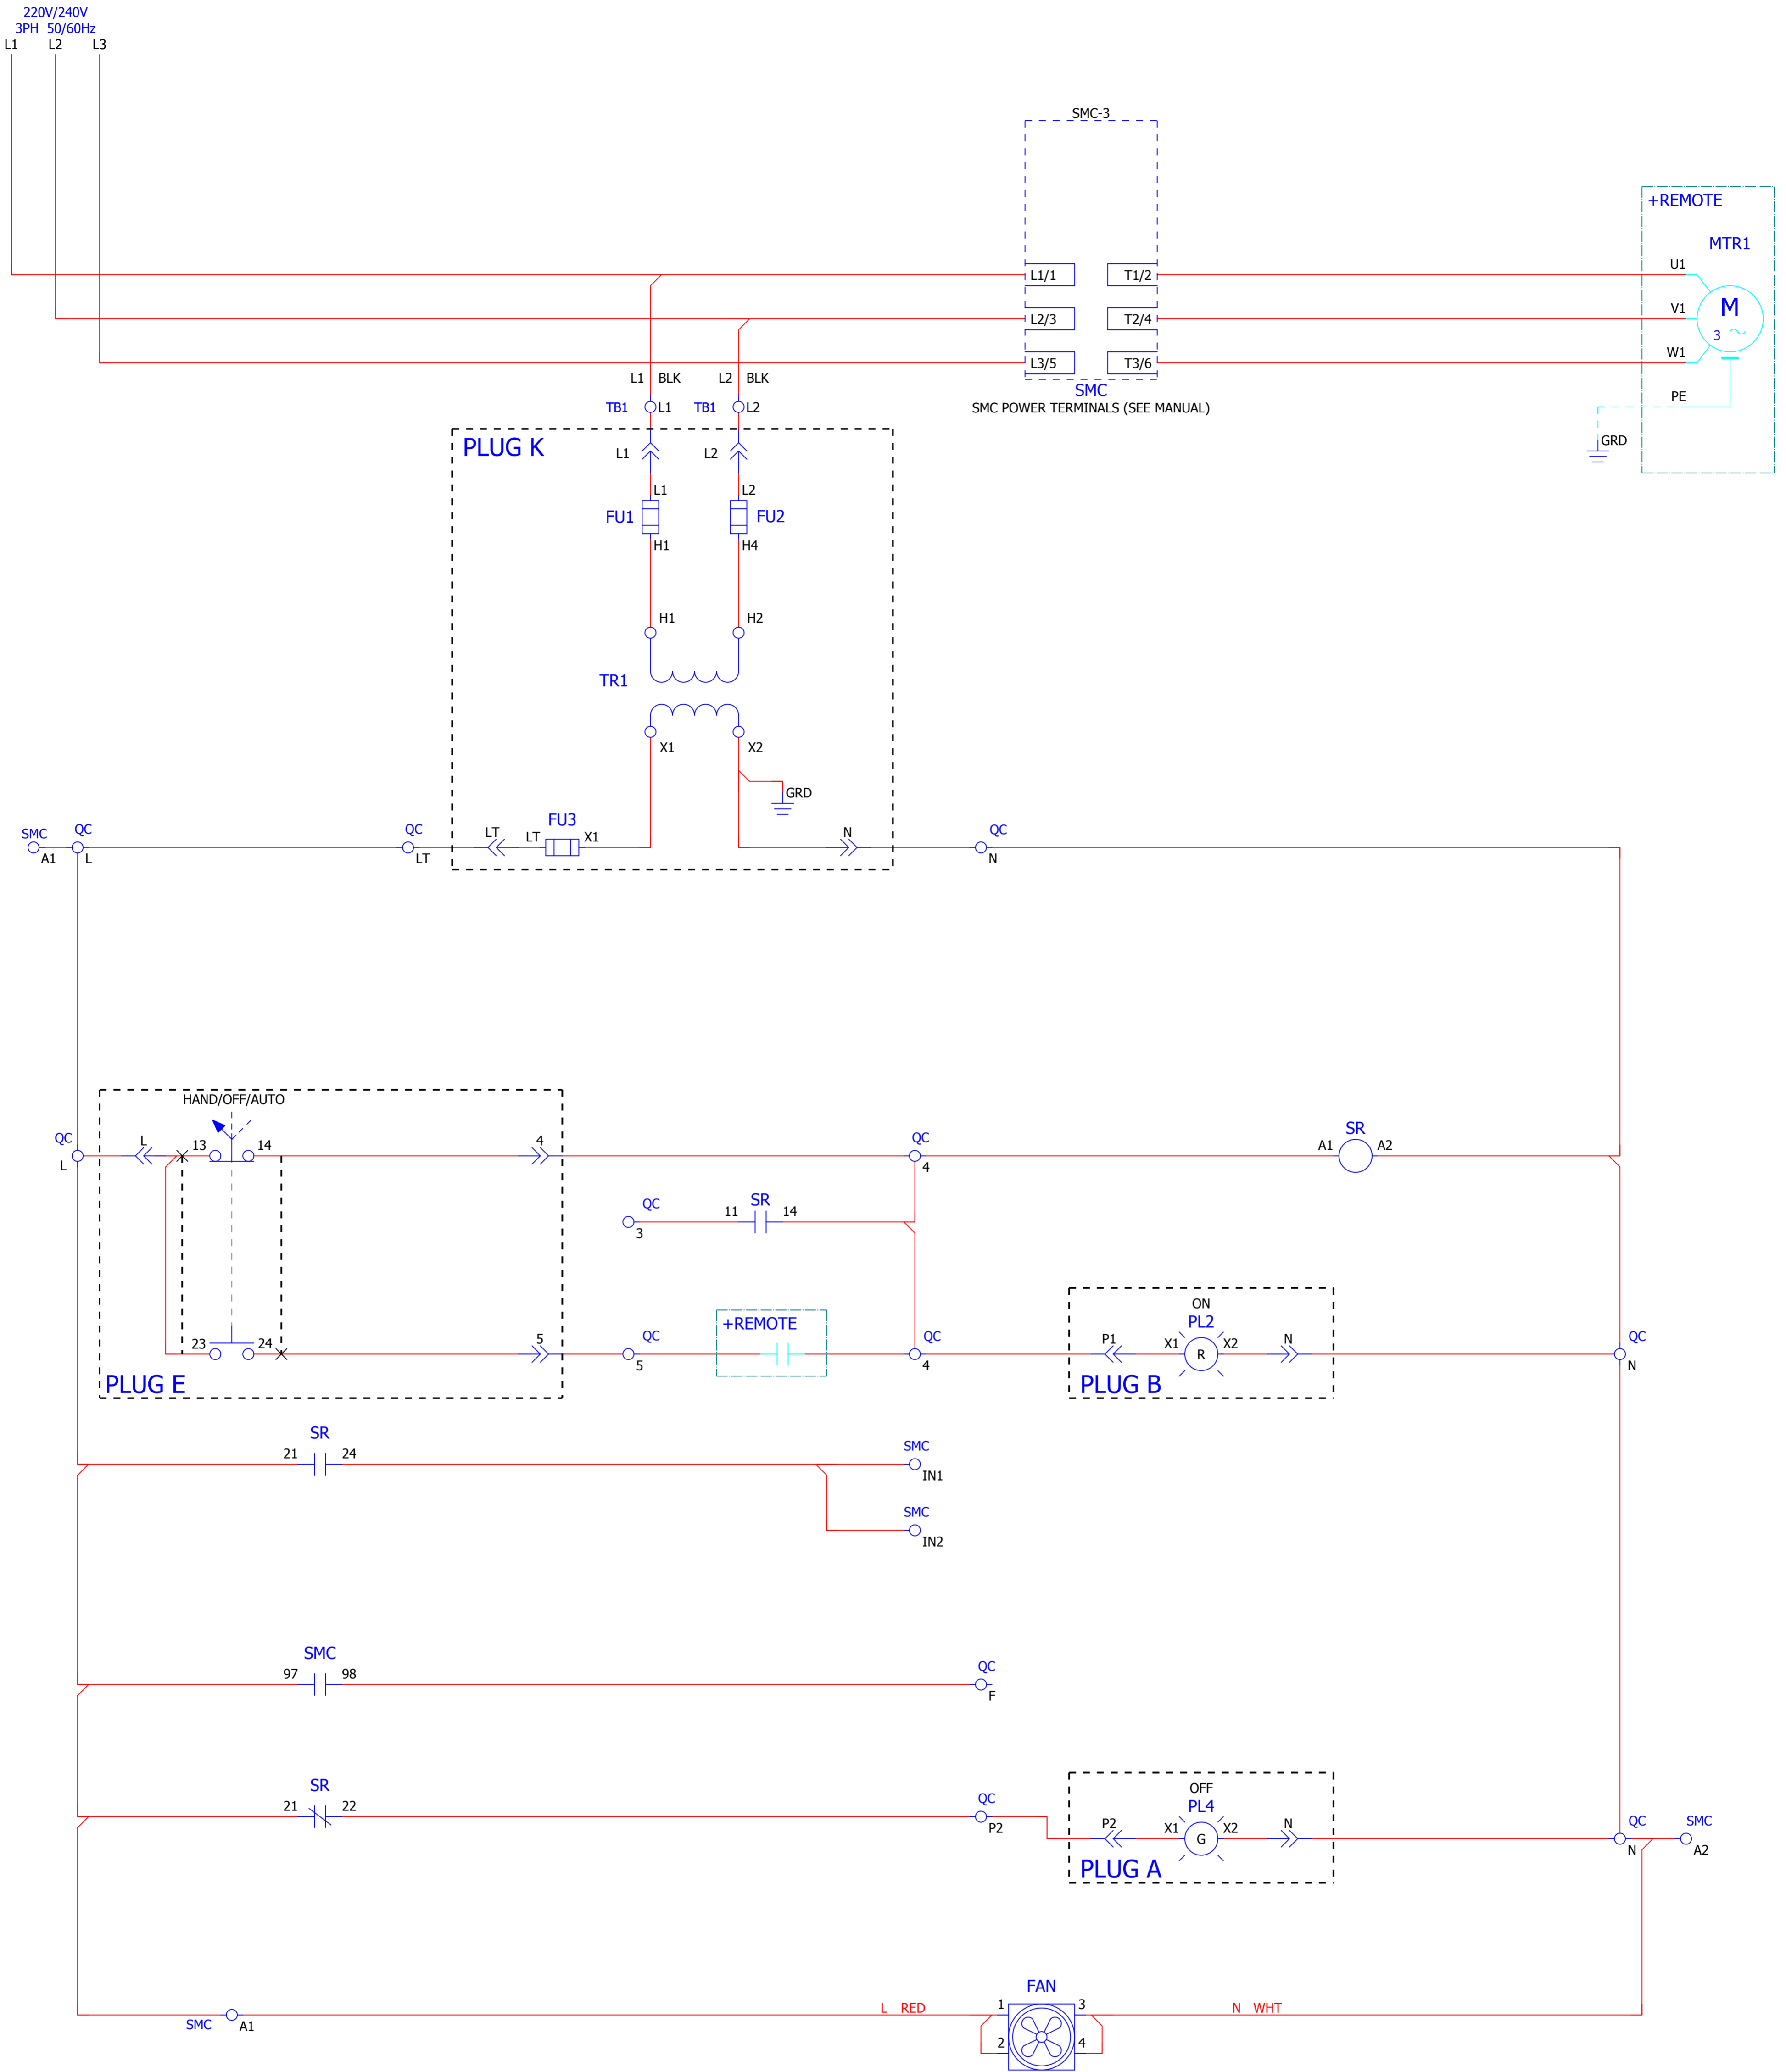 220V/240V
3PH 50/60Hz
L1 L2 L3
SMC-3
+REMOTE
MTR1
L1/1 T1/2 U1
L2/3 T2/4 V1 M
3
L3/5 T3/6 W1
L1 BLK L2 BLK
SMC
SMC POWER TERMINALS (SEE MANUAL)
PE
TB1 L1 TB1 L2
GRD
PLUG K
L1 L2
L1 L2
FU1 FU2
H1 H4
H1 H2
TR1
X1 X2
GRD
SMC QC QC LT LT FU3 X1 N QC
A1 L LT N
HAND/OFF/AUTO
QC L 13 14 4 QC SR
L 4 A1 A2
QC 11 SR 14
3
ON
+REMOTE
PL2
23 24 5 QC QC P1 X1 R X2 N QC
5 4 N
PLUG E PLUG B
SR
21 24 SMC
IN1
SMC
IN2
SMC
97 98 QC
F
SR
21 22 QC
P2
OFF
PL4
P2 X1 G X2 N QC SMC
N A2
PLUG A
FAN
L RED 1 3 N WHT
SMC A1
2 4